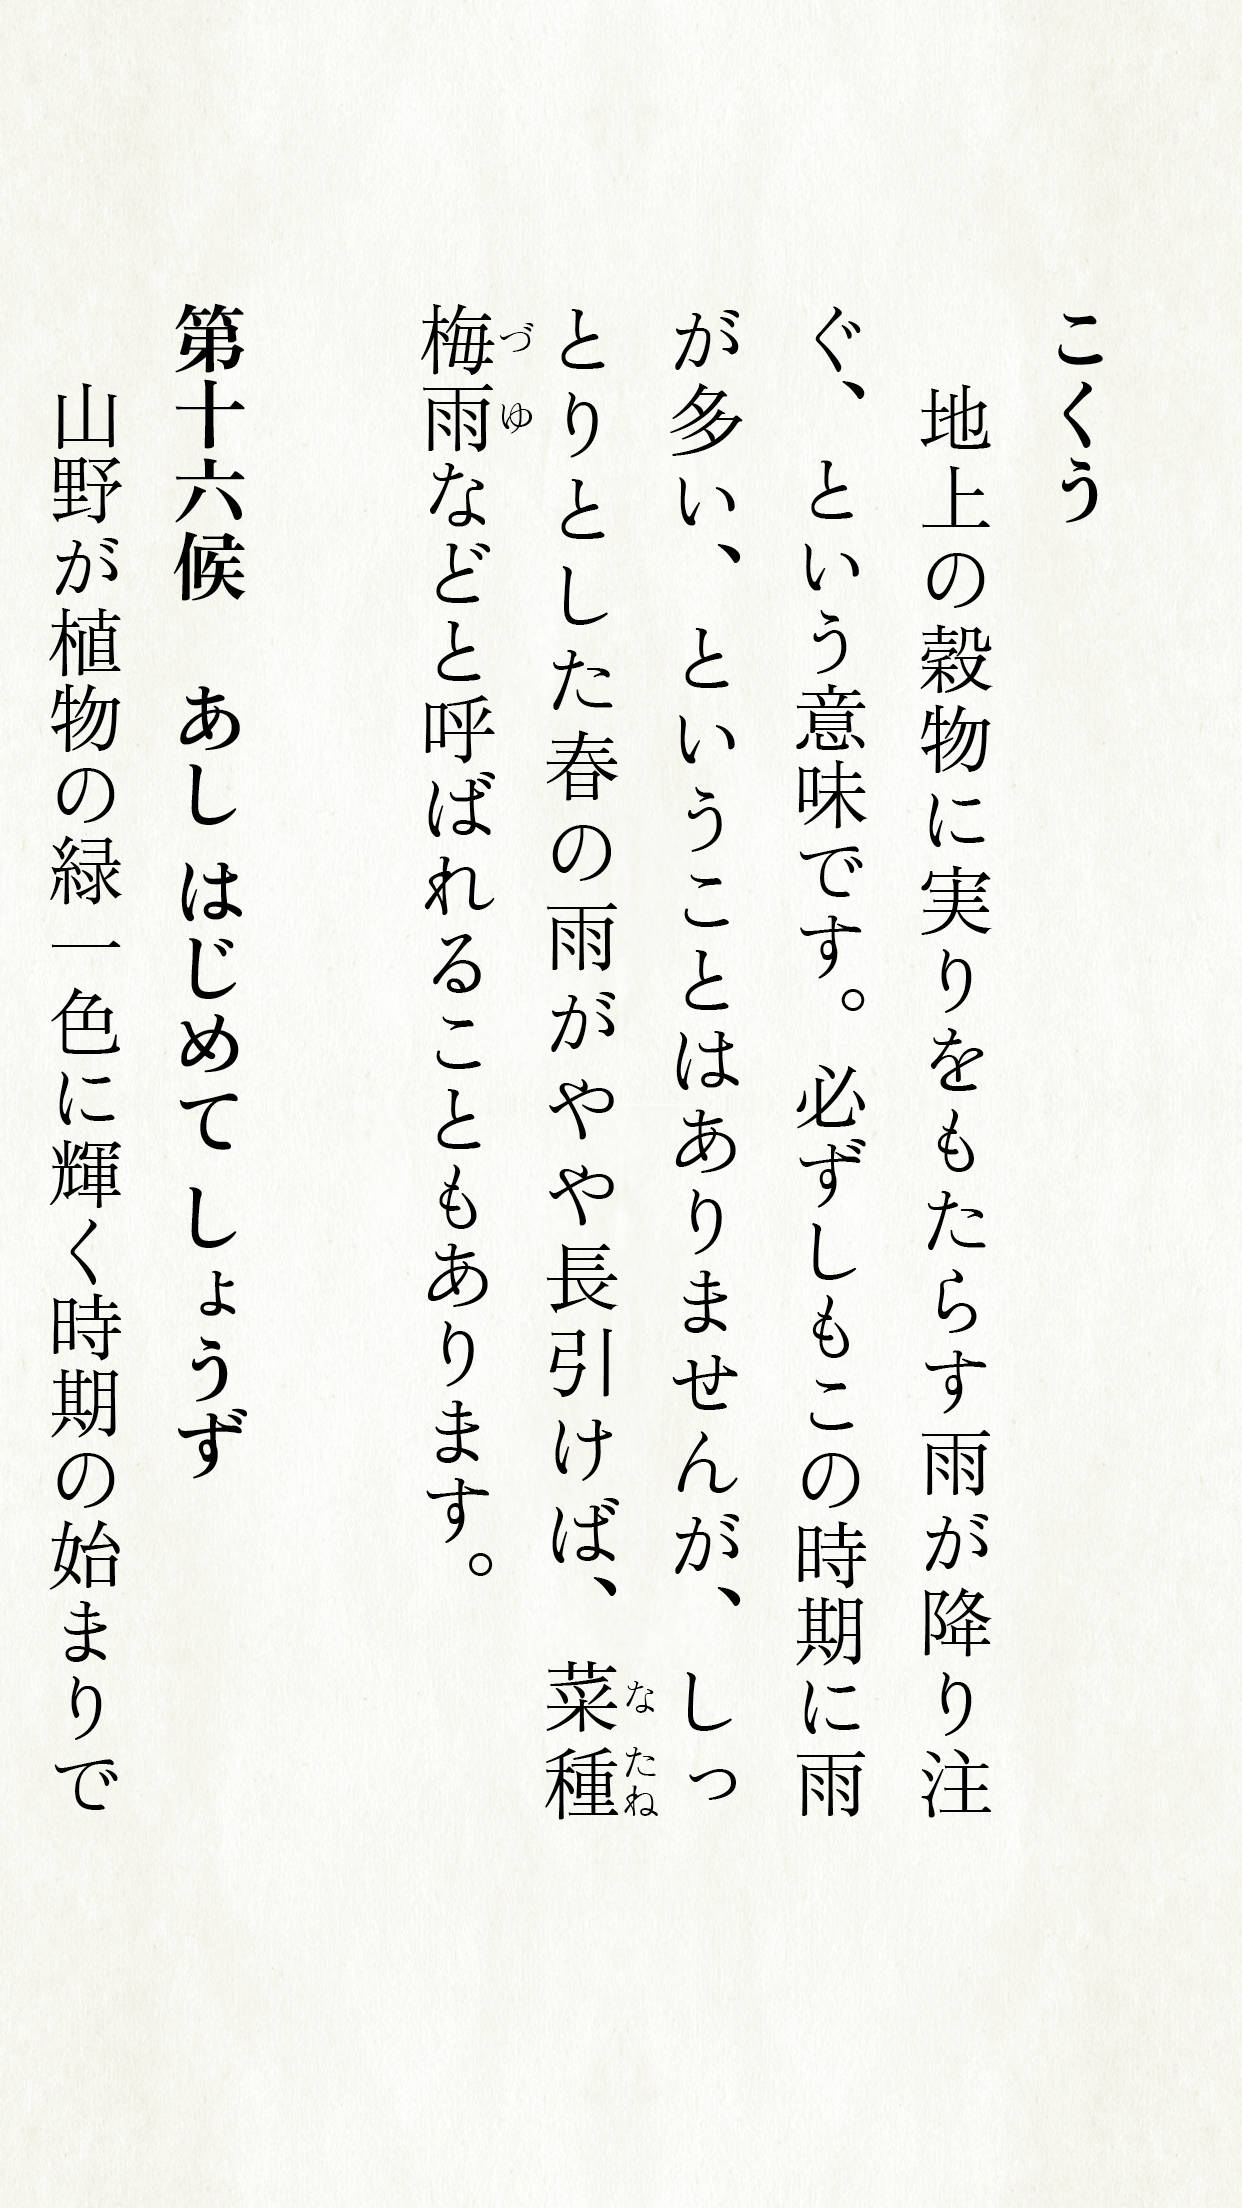 こくう
　地上の穀物に実りをもたらす雨が降り注
ぐ、という意味です。必ずしもこの時期に雨
が多い、ということはありませんが、しっ
とりとした春の雨がやや長引けば、菜種
梅雨などと呼ばれることもあります。
なたね
づゆ
第十六候　あし はじめて しょうず
　山野が植物の緑一色に輝く時期の始まりで